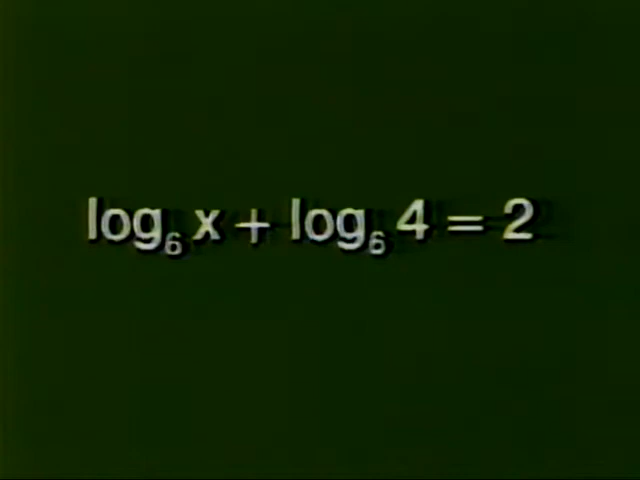 log₆ x + log₆ 4 = 2